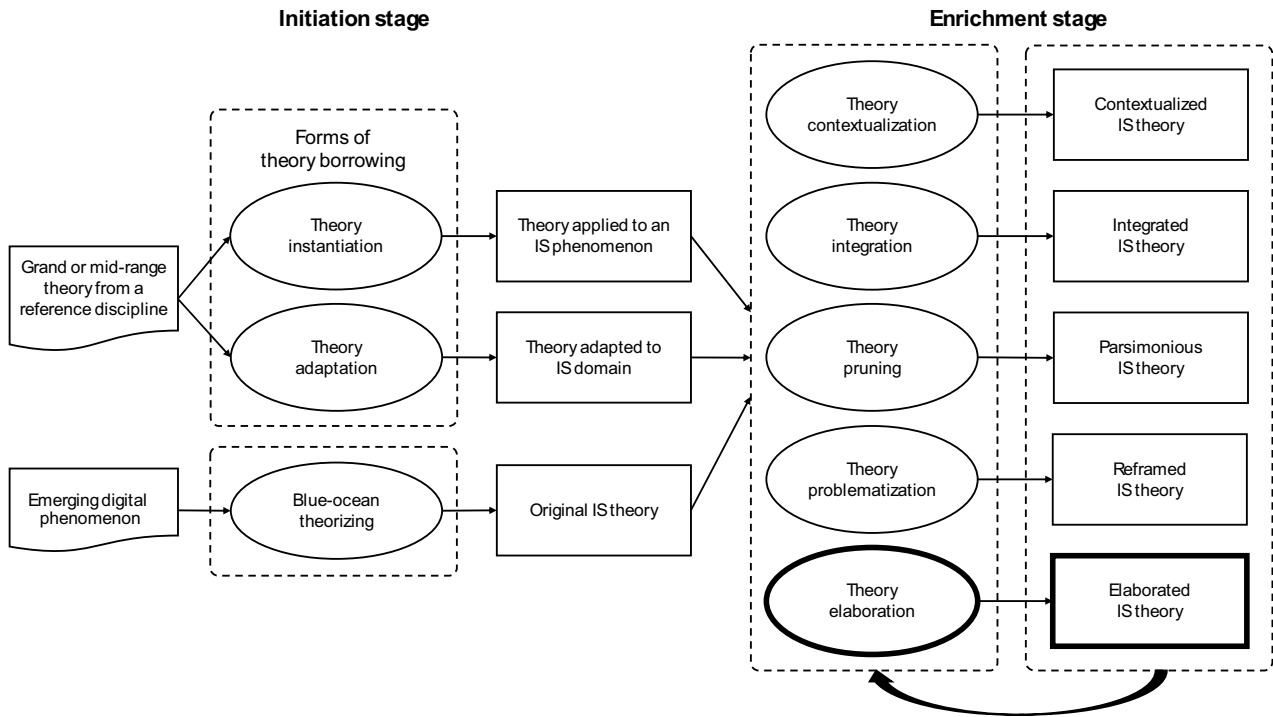 Initiation stage
Enrichment stage
Forms of
theory borrowing
Grand or mid-range
theory from a
reference discipline
Theory
instantiation
Theory applied to an
IS phenomenon
Theory
adaptation
Theory adapted to
IS domain
Emerging digital
phenomenon
Blue-ocean
theorizing
Original IS theory
Theory
contextualization
Contextualized
IS theory
Theory
integration
Integrated
IS theory
Theory
pruning
Parsimonious
IS theory
Theory
problematization
Reframed
IS theory
Theory
elaboration
Elaborated
IS theory